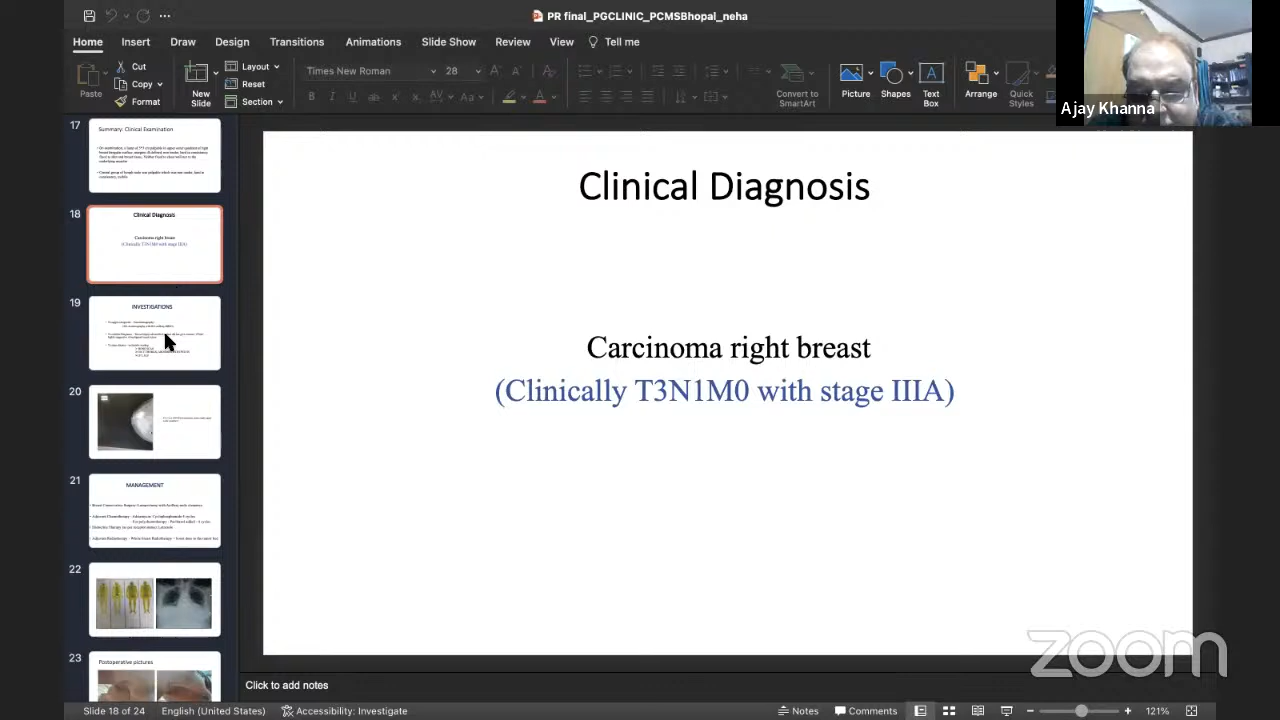 PR final_PGCLINIC_PCMSBhopal_neha
Home Insert Draw Design Transitions Animations Slide Show Review View Tell me
Paste
Cut
Copy
Format
New Slide
Layout
Reset
Section
Times New Roman 28
Convert to SmartArt
Picture
Shapes
Text Box
Arrange
Quick Styles
Ajay Khanna
17
Summary: Clinical Examination
18
Clinical Diagnosis
Carcinoma right breast
(Clinically T3N1M0 with stage IIIA)
19
INVESTIGATIONS
20
21
MANAGEMENT
22
23
Postoperative pictures
Clinical Diagnosis
Carcinoma right breast
(Clinically T3N1M0 with stage IIIA)
zoom
Click to add notes
Slide 18 of 24 English (United States) Accessibility: Investigate Notes Comments 121%